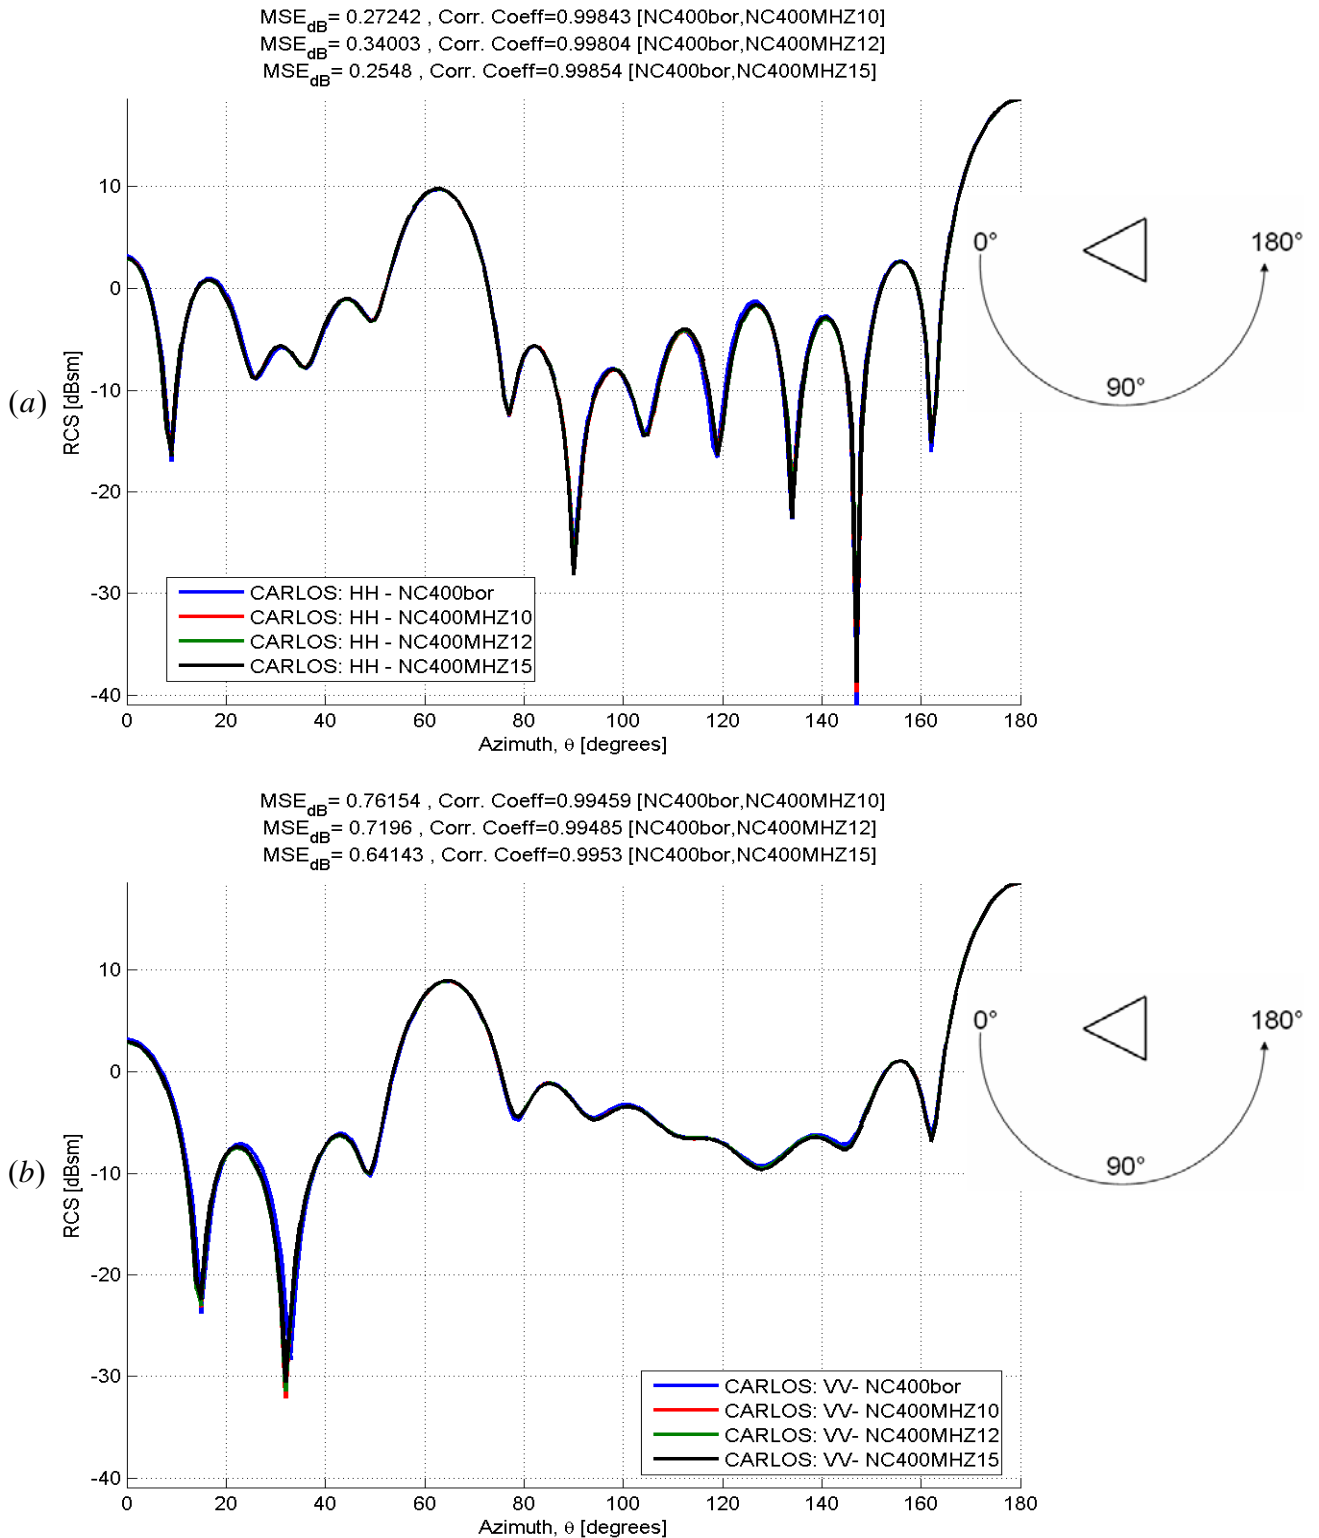 MSE_dB= 0.27242 , Corr. Coeff=0.99843 [NC400bor,NC400MHZ10]
MSE_dB= 0.34003 , Corr. Coeff=0.99804 [NC400bor,NC400MHZ12]
MSE_dB= 0.2548 , Corr. Coeff=0.99854 [NC400bor,NC400MHZ15]
10
0
-10
-20
-30
-40
RCS [dBsm]
(a)
0°
180°
90°
CARLOS: HH - NC400bor
CARLOS: HH - NC400MHZ10
CARLOS: HH - NC400MHZ12
CARLOS: HH - NC400MHZ15
0 20 40 60 80 100 120 140 160 180
Azimuth, θ [degrees]
MSE_dB= 0.76154 , Corr. Coeff=0.99459 [NC400bor,NC400MHZ10]
MSE_dB= 0.7196 , Corr. Coeff=0.99485 [NC400bor,NC400MHZ12]
MSE_dB= 0.64143 , Corr. Coeff=0.9953 [NC400bor,NC400MHZ15]
10
0
-10
-20
-30
-40
RCS [dBsm]
(b)
0°
180°
90°
CARLOS: VV- NC400bor
CARLOS: VV- NC400MHZ10
CARLOS: VV- NC400MHZ12
CARLOS: VV- NC400MHZ15
0 20 40 60 80 100 120 140 160 180
Azimuth, θ [degrees]